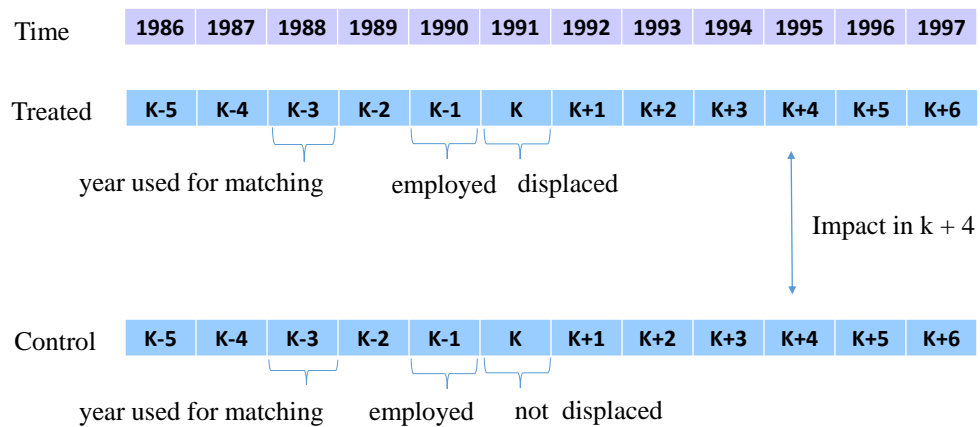 Time 1986 1987 1988 1989 1990 1991 1992 1993 1994 1995 1996 1997
Treated K-5 K-4 K-3 K-2 K-1 K K+1 K+2 K+3 K+4 K+5 K+6
year used for matching employed displaced
Impact in k + 4
Control K-5 K-4 K-3 K-2 K-1 K K+1 K+2 K+3 K+4 K+5 K+6
year used for matching employed not displaced